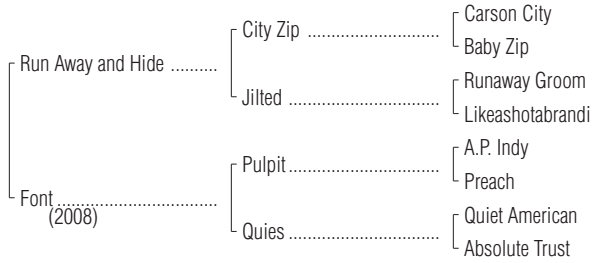 Carson City
City Zip ..............................
Baby Zip
Run Away and Hide ..........
Runaway Groom
Jilted ..................................
Likeashotabrandi
A.P. Indy
Pulpit..................................
Preach
Font ....................................
(2008)
Quiet American
Quies ..................................
Absolute Trust